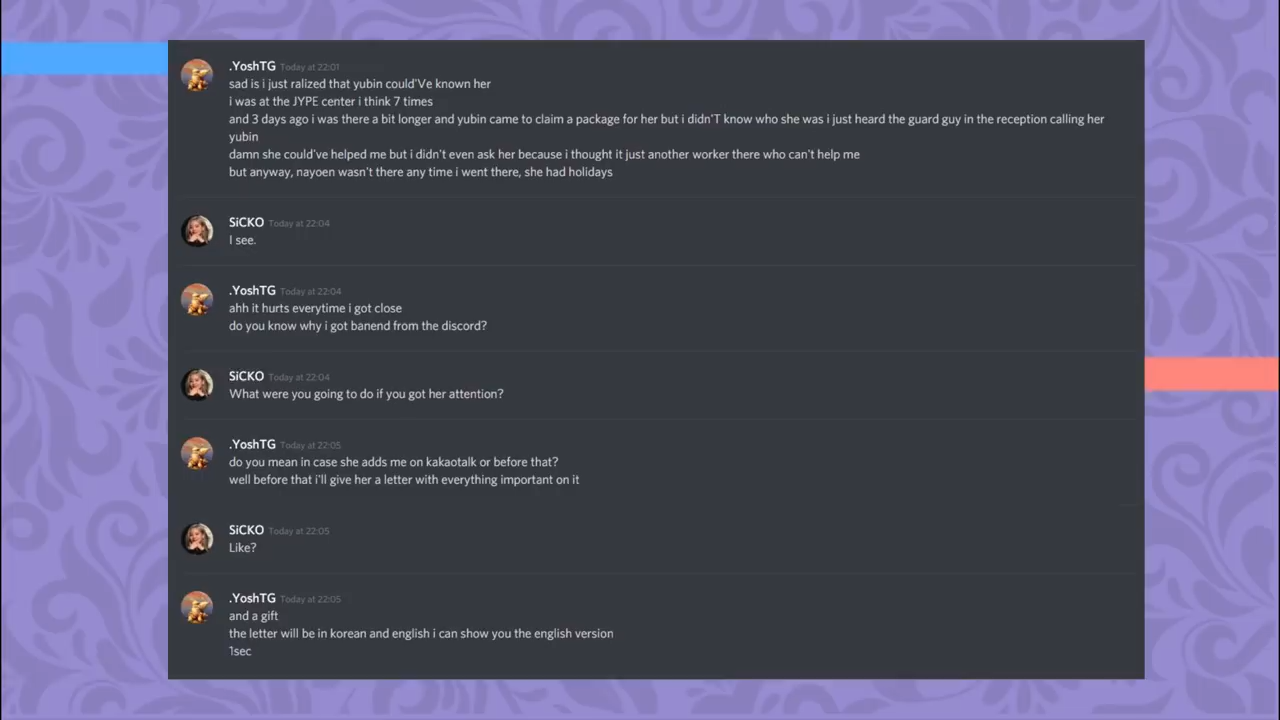 .YoshTG Today at 22:01
sad is i just ralized that yubin could'Ve known her
i was at the JYPE center i think 7 times
and 3 days ago i was there a bit longer and yubin came to claim a package for her but i didn'T know who she was i just heard the guard guy in the reception calling her
yubin
damn she could've helped me but i didn't even ask her because i thought it just another worker there who can't help me
but anyway, nayoen wasn't there any time i went there, she had holidays
SiCKO Today at 22:04
I see.
.YoshTG Today at 22:04
ahh it hurts everytime i got close
do you know why i got banend from the discord?
SiCKO Today at 22:04
What were you going to do if you got her attention?
.YoshTG Today at 22:05
do you mean in case she adds me on kakaotalk or before that?
well before that i'll give her a letter with everything important on it
SiCKO Today at 22:05
Like?
.YoshTG Today at 22:05
and a gift
the letter will be in korean and english i can show you the english version
1sec